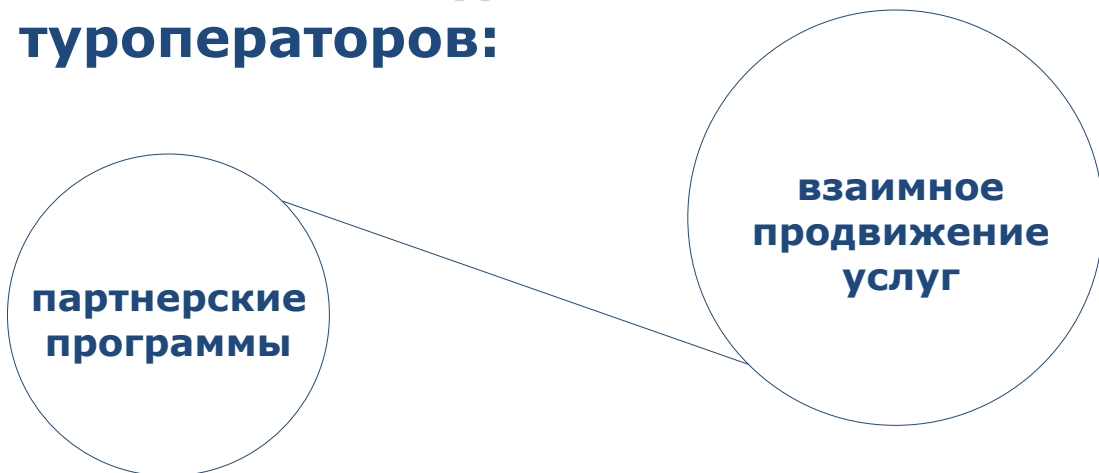 туроператоров:
взаимное
продвижение
услуг
партнерские
программы